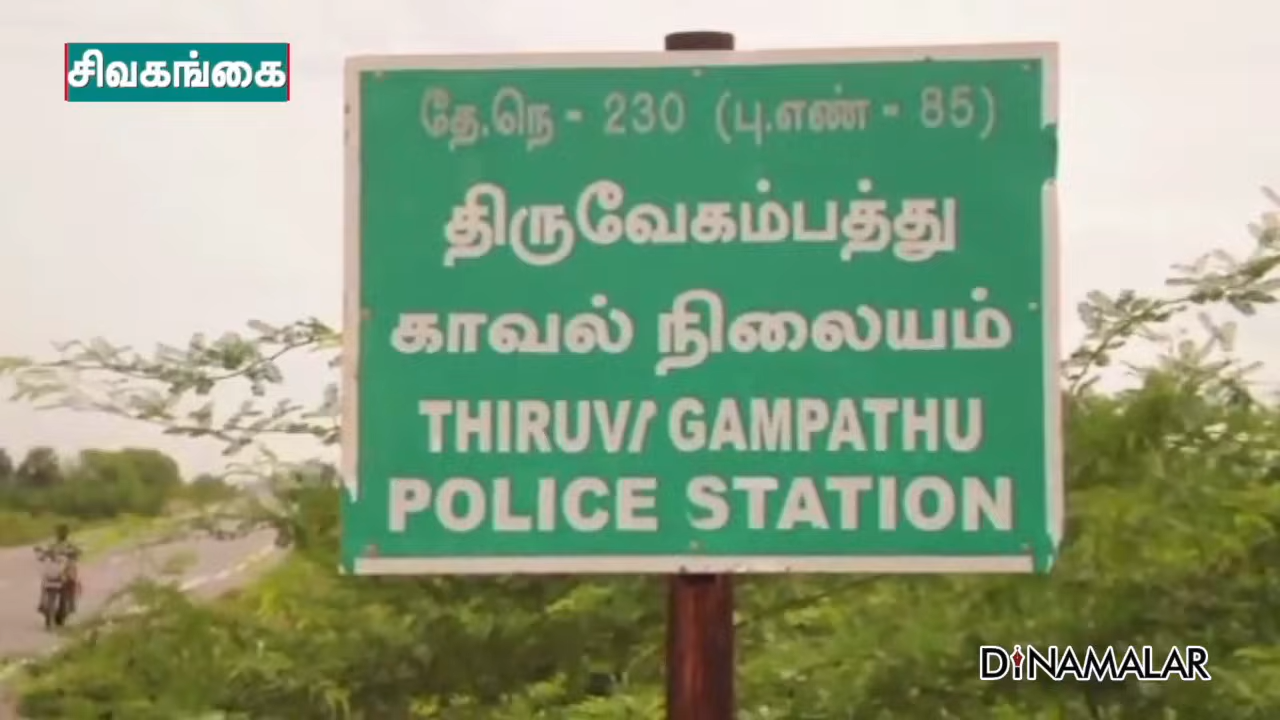 சிவகங்கை
தே.நெ - 230 (பு.எண் - 85)
திருவேகம்பத்து
காவல் நிலையம்
THIRUV/ GAMPATHU
POLICE STATION
DINAMALAR